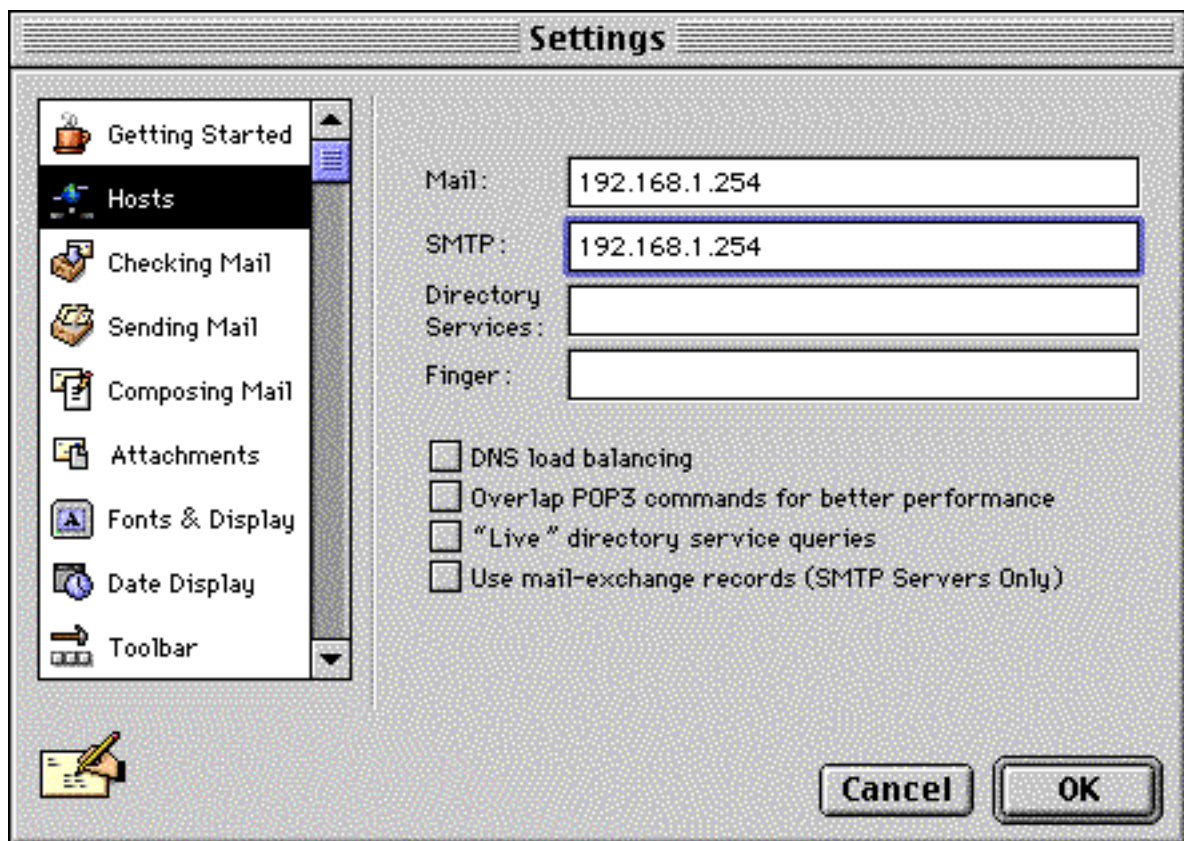 Settings
Getting Started
Hosts
Checking Mail
Sending Mail
Composing Mail
Attachments
Fonts & Display
Date Display
Toolbar
Mail:
192.168.1.254
SMTP:
192.168.1.254
Directory
Services:
Finger:
DNS load balancing
Overlap POP3 commands for better performance
"Live" directory service queries
Use mail-exchange records (SMTP Servers Only)
Cancel
OK